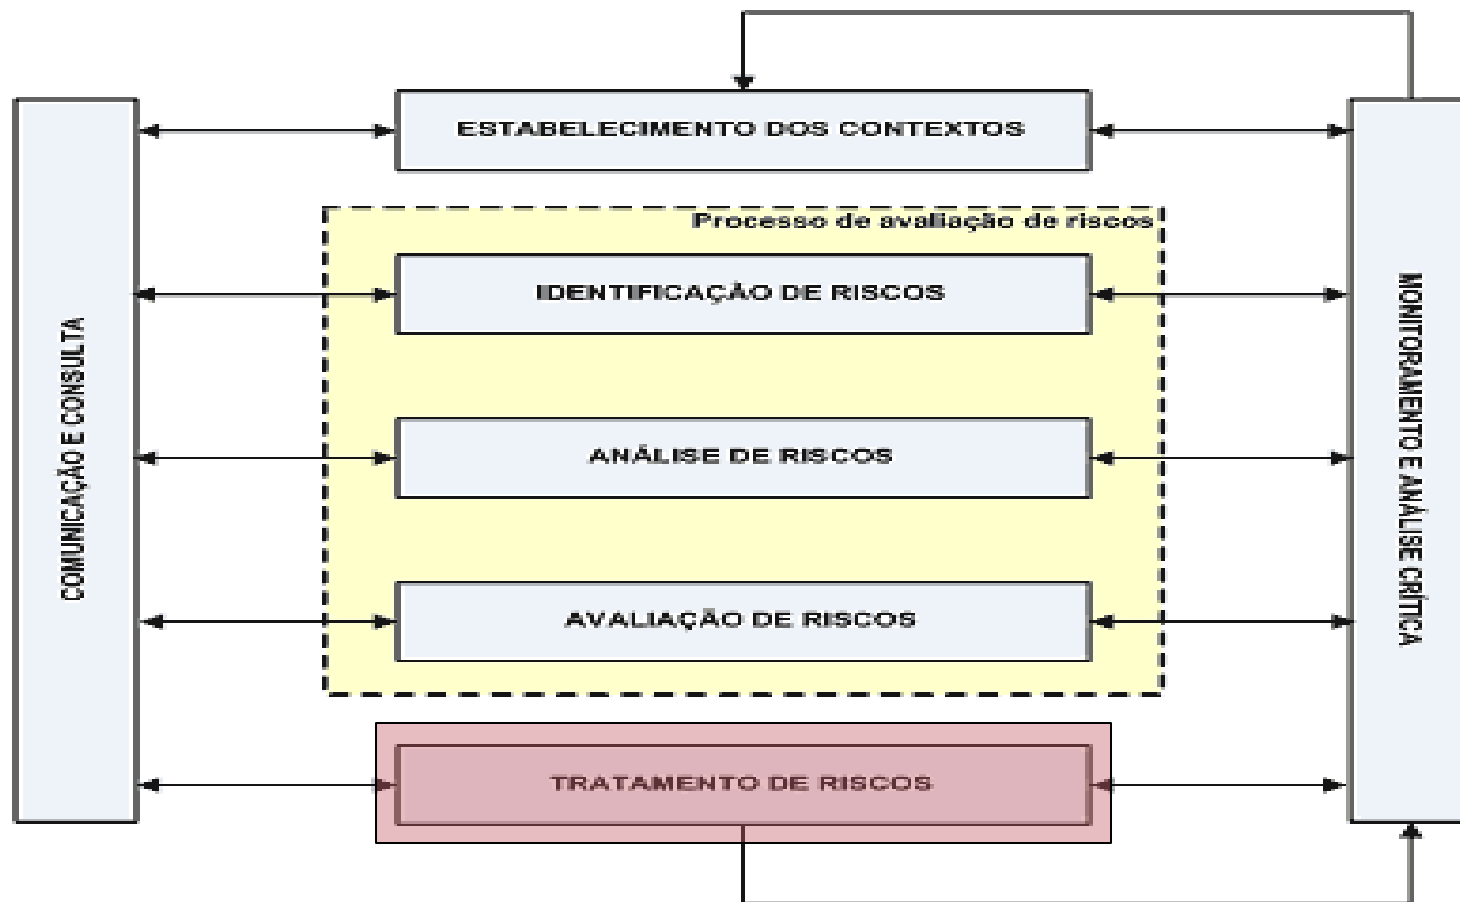 ESTABELECIMENTO DOS CONTEXTOS
Processo de avaliação de riscos
IDENTIFICAÇÃO DE RISCOS
ANÁLISE DE RISCOS
AVALIAÇÃO DE RISCOS
TRATAMENTO DE RISCOS
COMUNICAÇÃO E CONSULTA
MONITORAMENTO E ANÁLISE CRÍTICA